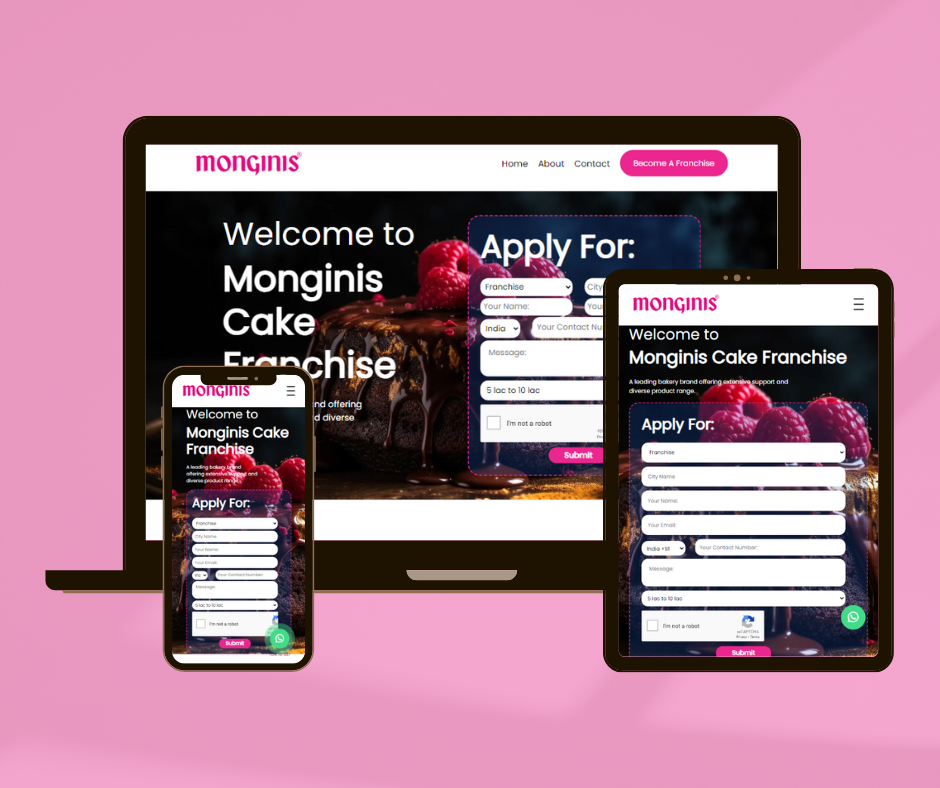 monginis®
Home About Contact Become A Franchise
Welcome to
Monginis
Cake
Franchise
nd offering
d diverse
Apply For:
Franchise
City
Your Name:
You
India
Your Contact Nu
Message:
5 lac to 10 lac
I'm not a robot
Submit
monginis
Welcome to
Monginis Cake
Franchise
A leading bakery brand
offering extensive support and
diverse product range.
Apply For:
Franchise
City Name
Your Name:
Your Email:
Your Contact Number:
Message:
5 lac to 10 lac
I'm not a robot
Submit
monginis®
Welcome to
Monginis Cake Franchise
A leading bakery brand offering extensive support and
diverse product range.
Apply For:
Franchise
City Name
Your Name:
Your Email:
India +91
Your Contact Number:
Message:
5 lac to 10 lac
I'm not a robot
reCAPTCHA
Privacy - Terms
Submit